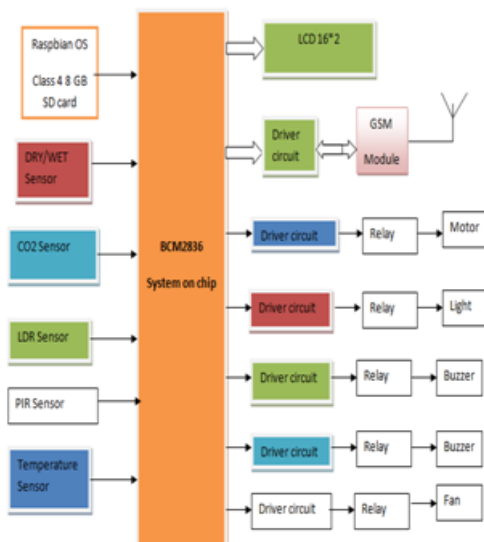 Raspbian OS
Class 4 8 GB
SD card
DRY/WET
Sensor
CO2 Sensor
LDR Sensor
PIR Sensor
Temperature
Sensor
BCM2836
System on chip
LCD 16*2
Driver
circuit
GSM
Module
Driver circuit
Relay
Motor
Driver circuit
Relay
Light
Driver circuit
Relay
Buzzer
Driver circuit
Relay
Buzzer
Driver circuit
Relay
Fan